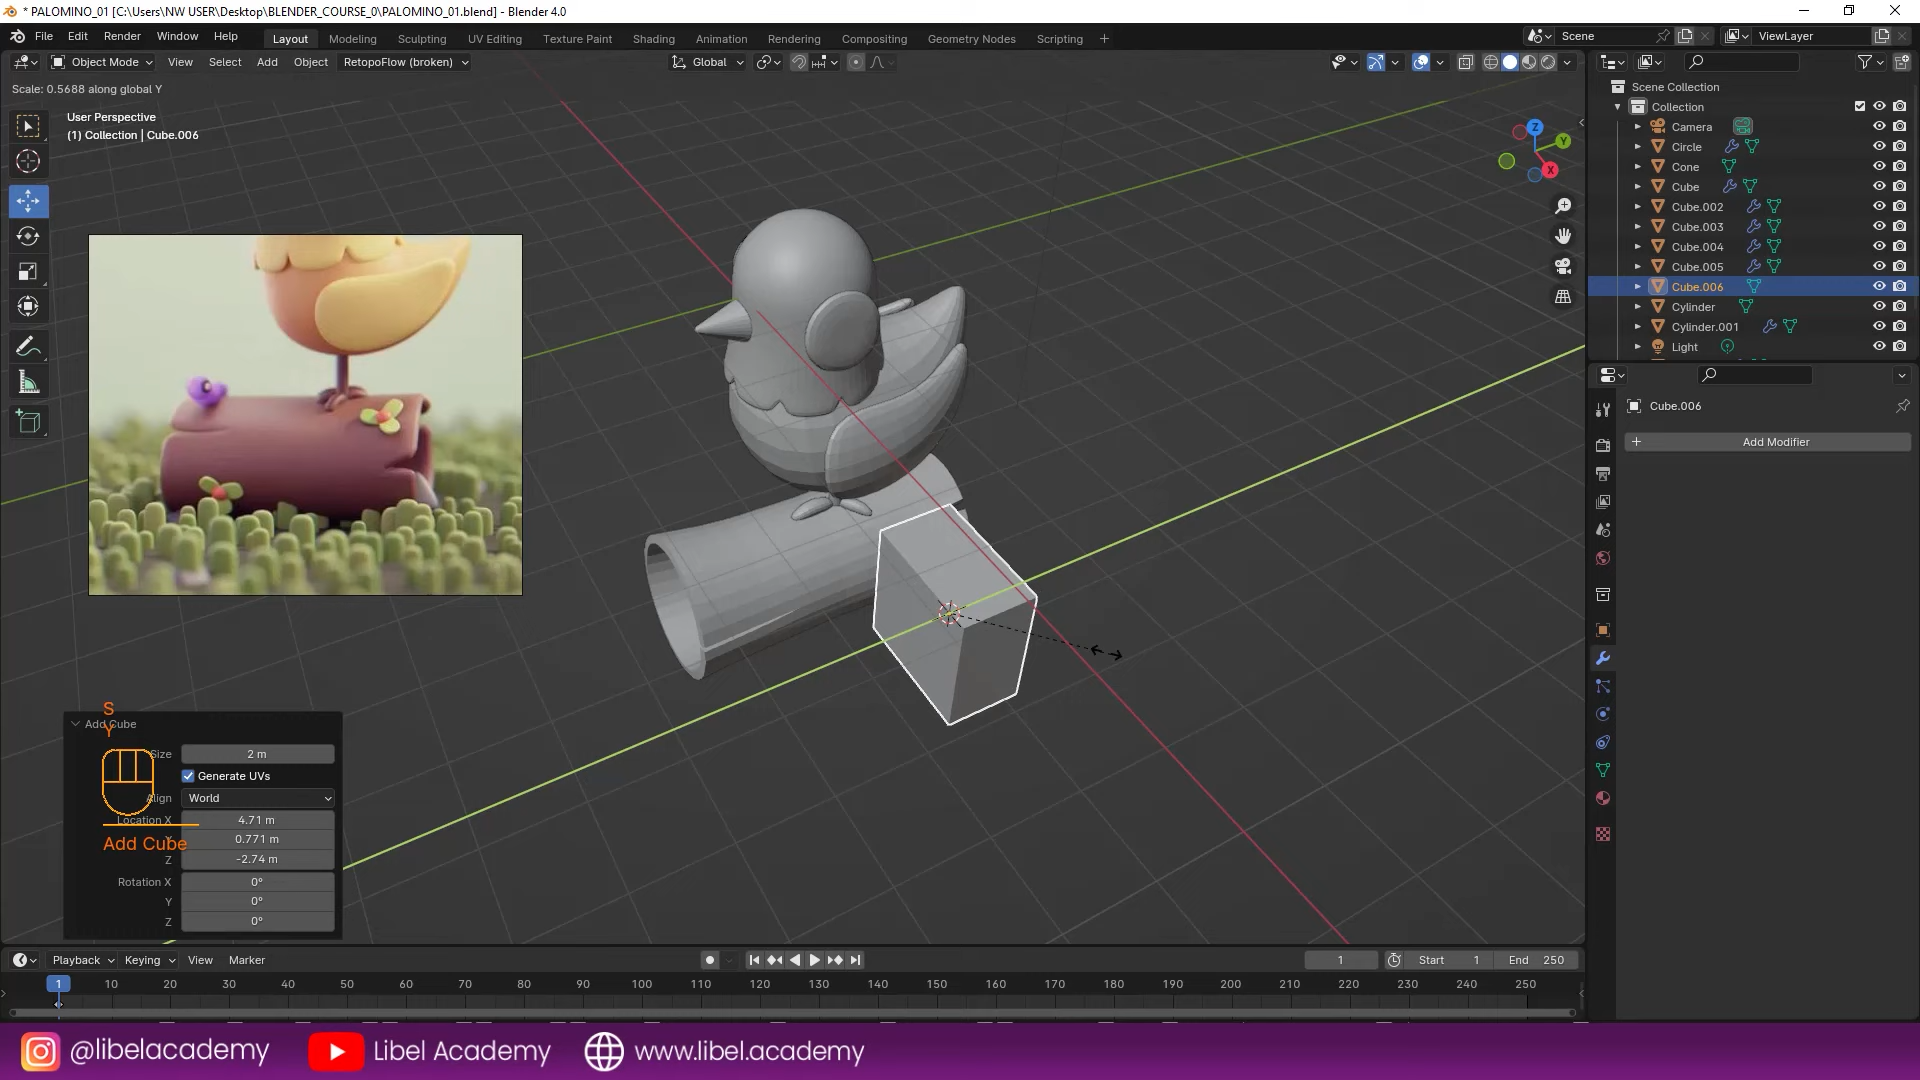 * PALOMINO_01 [C:\Users\NW USER\Desktop\BLENDER_COURSE_0\PALOMINO_01.blend] - Blender 4.0
File Edit Render Window Help Layout Modeling Sculpting UV Editing Texture Paint Shading Animation Rendering Compositing Geometry Nodes Scripting + Scene ViewLayer
Object Mode View Select Add Object RetopoFlow (broken) Global
Scale: 0.5688 along global Y
User Perspective
(1) Collection | Cube.006
Z
Y
X
Scene Collection
Collection
Camera
Circle
Cone
Cube
Cube.002
Cube.003
Cube.004
Cube.005
Cube.006
Cylinder
Cylinder.001
Light
Cube.006
+ Add Modifier
S
Y
Add Cube
Size 2 m
Generate UVs
Align World
Location X 4.71 m
Y 0.771 m
Z -2.74 m
Add Cube
Rotation X 0°
Y 0°
Z 0°
Playback Keying View Marker 1 Start 1 End 250
1 10 20 30 40 50 60 70 80 90 100 110 120 130 140 150 160 170 180 190 200 210 220 230 240 250
@libelacademy Libel Academy www.libel.academy